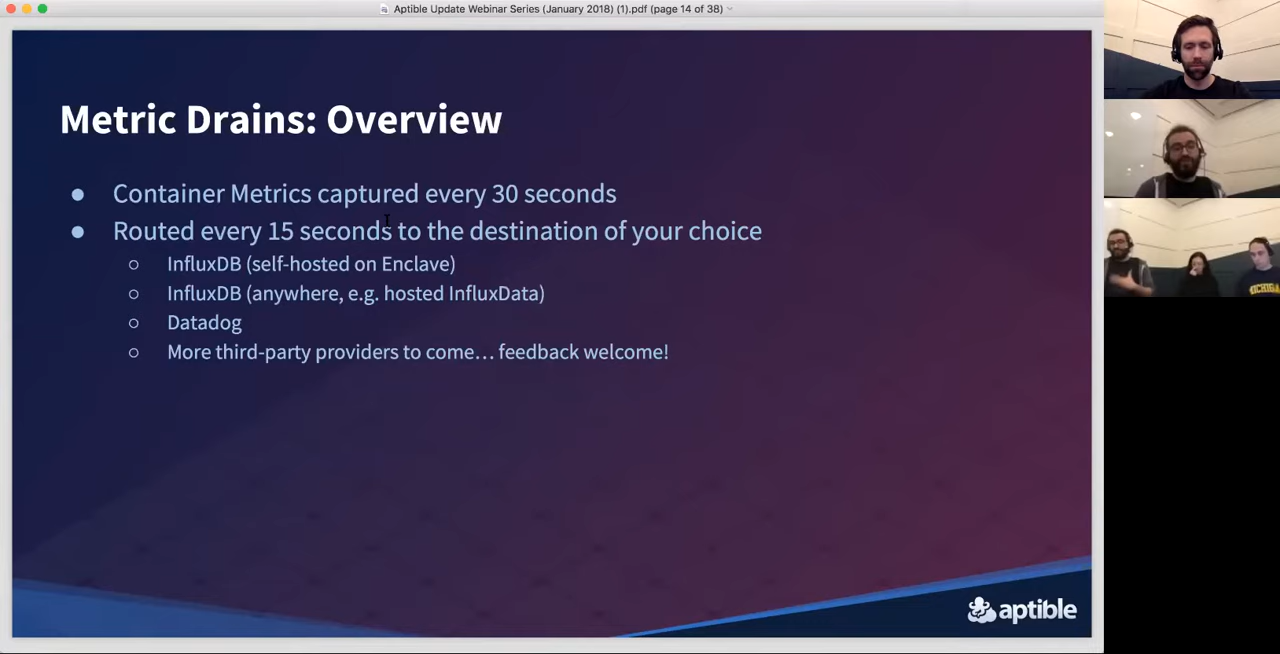 Aptible Update Webinar Series (January 2018) (1).pdf (page 14 of 38)
Metric Drains: Overview
● Container Metrics captured every 30 seconds
● Routed every 15 seconds to the destination of your choice
○ InfluxDB (self-hosted on Enclave)
○ InfluxDB (anywhere, e.g. hosted InfluxData)
○ Datadog
○ More third-party providers to come… feedback welcome!
aptible
MICHIGAN